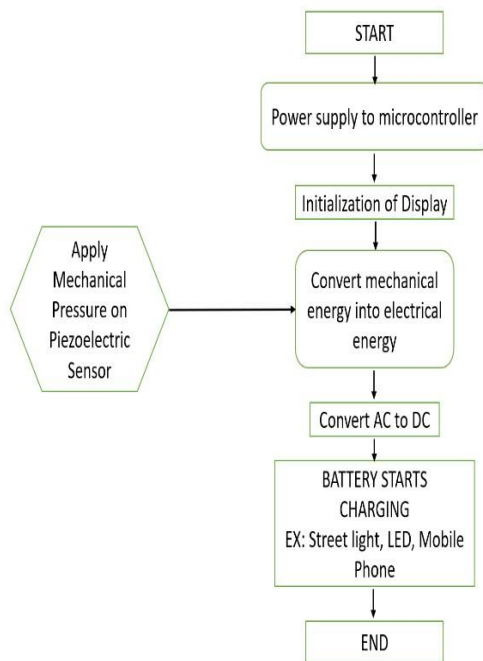 START
Power supply to microcontroller
Initialization of Display
Apply
Mechanical
Pressure on
Piezoelectric
Sensor
Convert mechanical
energy into electrical
energy
Convert AC to DC
BATTERY STARTS
CHARGING
EX: Street light, LED, Mobile
Phone
END